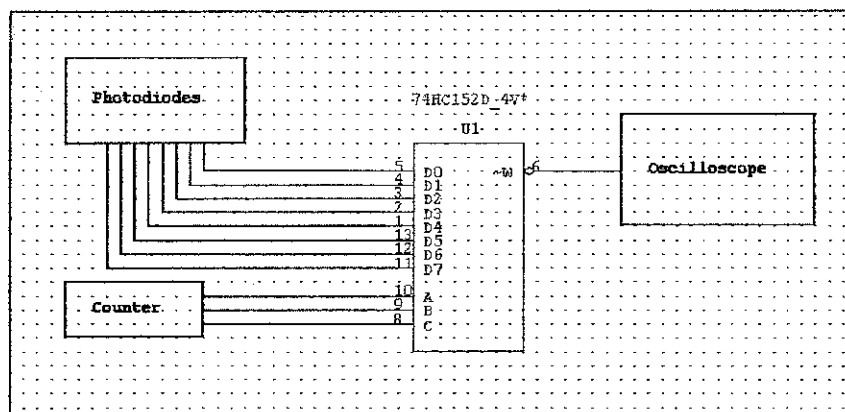 Photodiodes
74HC152D_4V*
U1
5 D0 ~W 6
4 D1
3 D2
2 D3
1 D4
13 D5
12 D6
11 D7
Oscilloscope
10 A
9 B
8 C
Counter